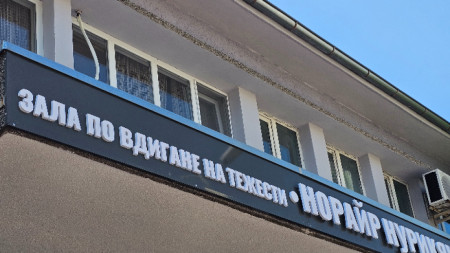 ЗАЛА ПО ВДИГАНЕ НА ТЕЖЕСТИ • НОРАЙР